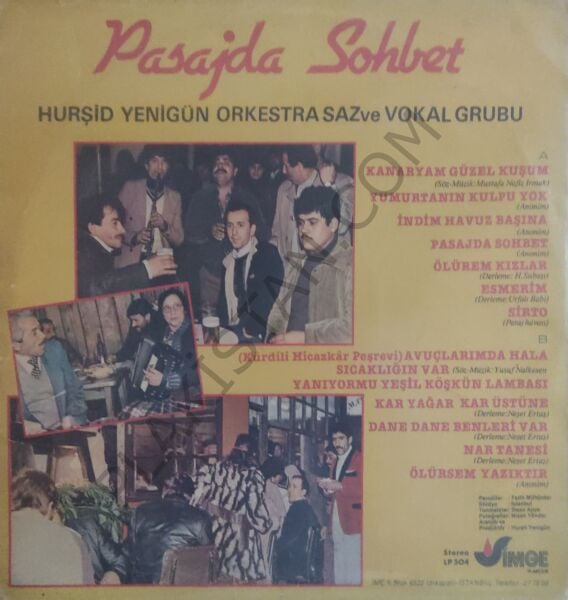 Pasajda Sohbet
HURŞİD YENİGÜN ORKESTRA SAZ ve VOKAL GRUBU
A
KANARYAM GÜZEL KUŞUM
(Söz-Müzik: Mustafa Nafiz Irmak)
YUMURTANIN KULPU YOK
(Anonim)
İNDİM HAVUZ BAŞINA
(Anonim)
PASAJDA SOHBET
(Anonim)
ÖLÜREM KIZLAR
(Derleme: H. Subaşı)
ESMERİM
(Derleme: Urfalı Babi)
SİRTO
B
(Kürdili Hicazkâr Peşrevi) AVUÇLARIMDA HALA
SICAKLIĞIN VAR (Söz-Müzik: Yusuf Nalkesen)
YANIYORMU YEŞİL KÖŞKÜN LAMBASI
KAR YAĞAR KAR ÜSTÜNE
(Derleme: Neşet Ertaş)
DANE DANE BENLERİ VAR
(Derleme: Neşet Ertaş)
NAR TANESİ
(Derleme: Neşet Ertaş)
ÖLÜRSEM YAZIKTIR
(Anonim)
Stereo
LP 304
SİMGE
PLAKİSTAN.COM